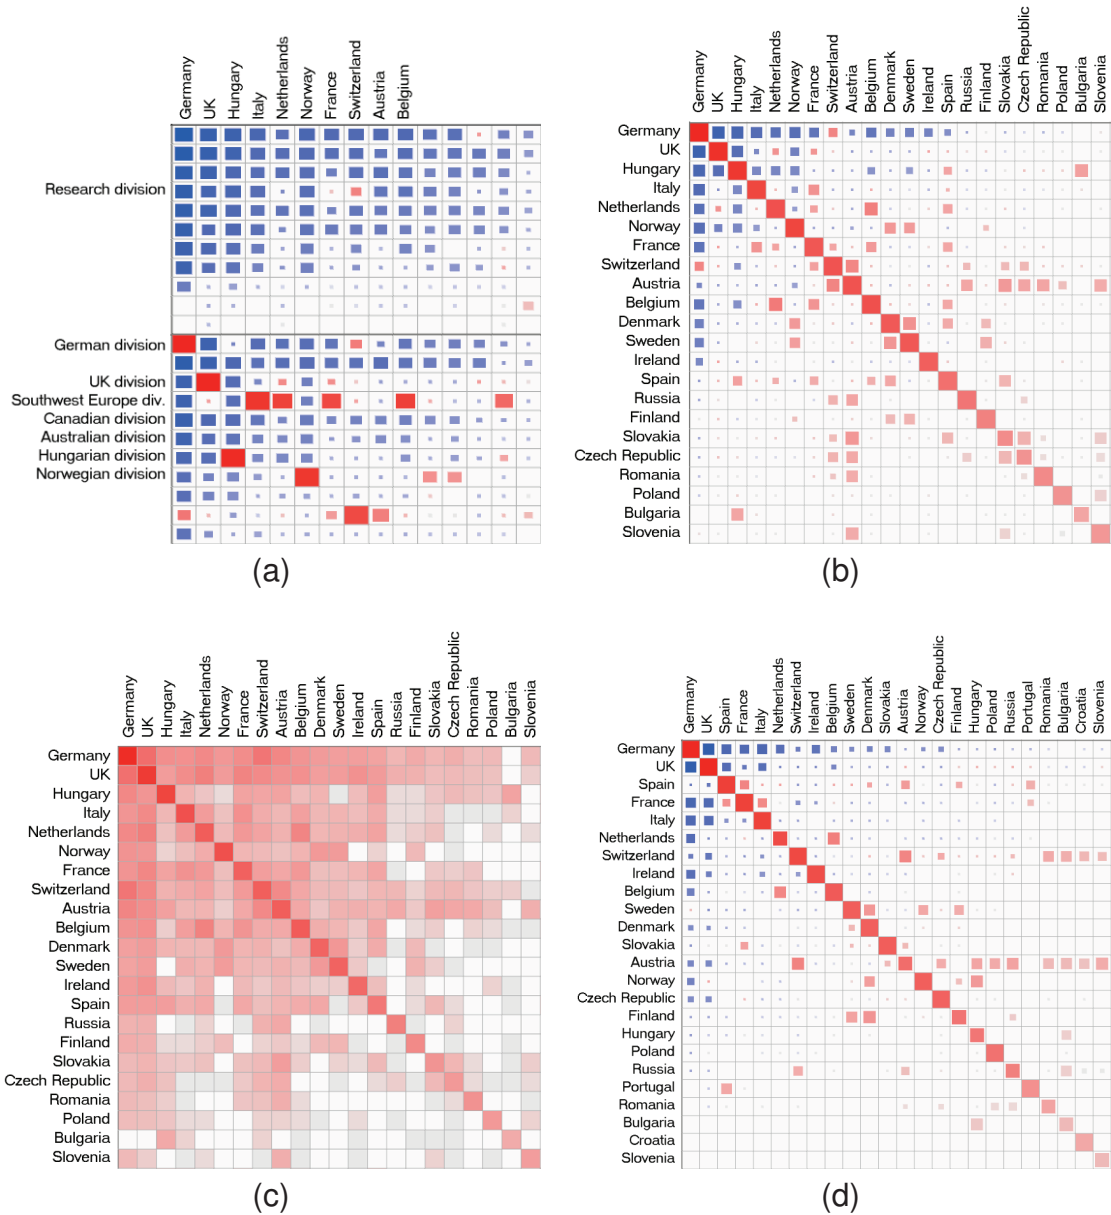 Germany
UK
Hungary
Italy
Netherlands
Norway
France
Switzerland
Austria
Belgium
Research division
German division
UK division
Southwest Europe div.
Canadian division
Australian division
Hungarian division
Norwegian division
(a)
Germany
UK
Hungary
Italy
Netherlands
Norway
France
Switzerland
Austria
Belgium
Denmark
Sweden
Ireland
Spain
Russia
Finland
Slovakia
Czech Republic
Romania
Poland
Bulgaria
Slovenia
Germany
UK
Hungary
Italy
Netherlands
Norway
France
Switzerland
Austria
Belgium
Denmark
Sweden
Ireland
Spain
Russia
Finland
Slovakia
Czech Republic
Romania
Poland
Bulgaria
Slovenia
(b)
Germany
UK
Hungary
Italy
Netherlands
Norway
France
Switzerland
Austria
Belgium
Denmark
Sweden
Ireland
Spain
Russia
Finland
Slovakia
Czech Republic
Romania
Poland
Bulgaria
Slovenia
Germany
UK
Hungary
Italy
Netherlands
Norway
France
Switzerland
Austria
Belgium
Denmark
Sweden
Ireland
Spain
Russia
Finland
Slovakia
Czech Republic
Romania
Poland
Bulgaria
Slovenia
(c)
Germany
UK
Spain
France
Italy
Netherlands
Switzerland
Ireland
Belgium
Sweden
Denmark
Slovakia
Austria
Norway
Czech Republic
Finland
Hungary
Poland
Russia
Portugal
Romania
Bulgaria
Croatia
Slovenia
Germany
UK
Spain
France
Italy
Netherlands
Switzerland
Ireland
Belgium
Sweden
Denmark
Austria
Norway
Czech Republic
Finland
Hungary
Poland
Russia
Portugal
Romania
Bulgaria
Croatia
Slovenia
(d)